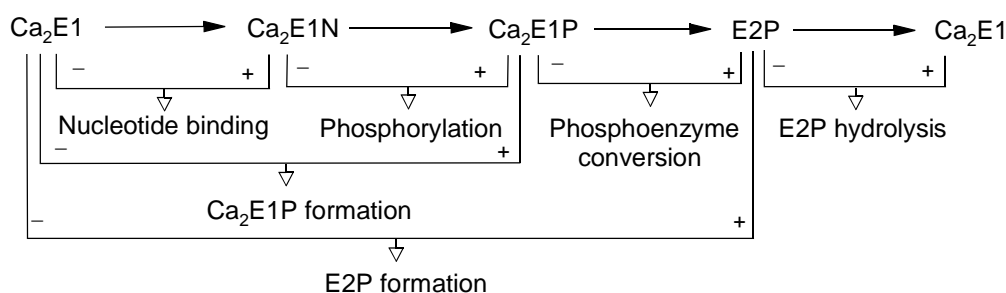 Ca₂E1 Ca₂E1N Ca₂E1P E2P Ca₂E1
− + − + − + − +
Nucleotide binding Phosphorylation Phosphoenzyme E2P hydrolysis
conversion
− +
Ca₂E1P formation
− +
E2P formation